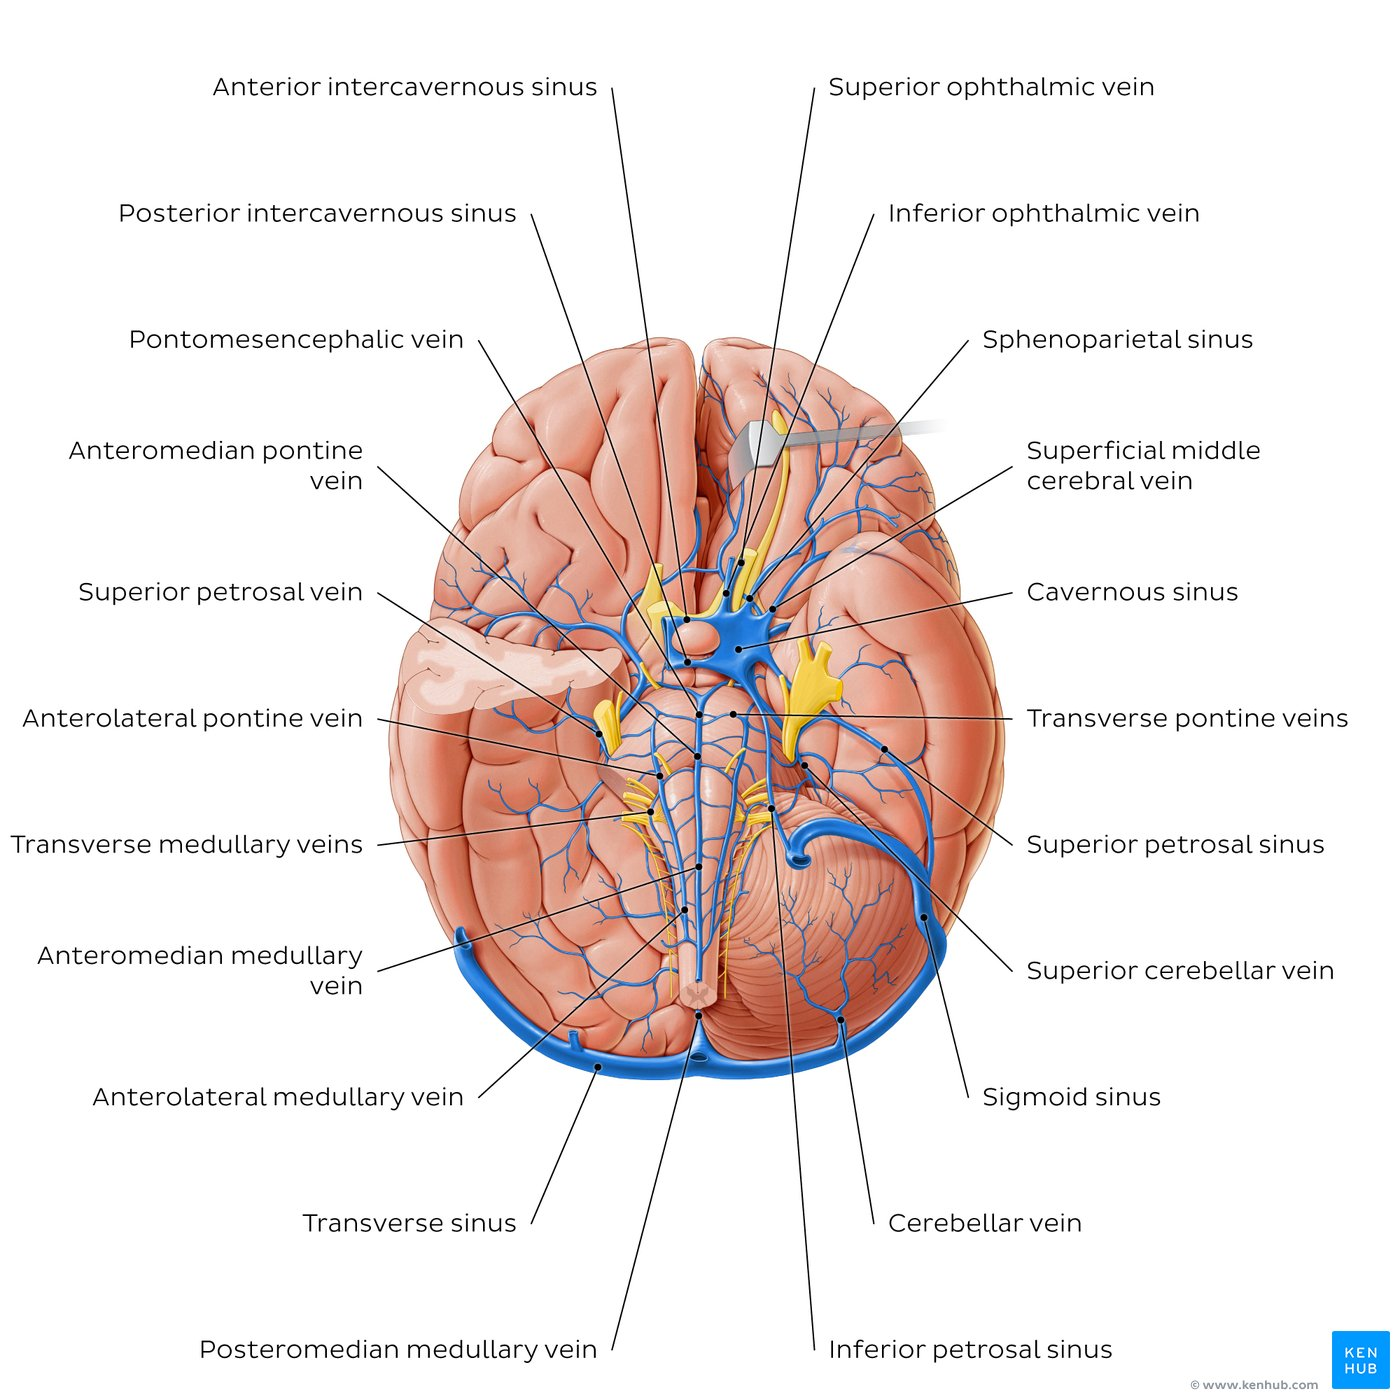 Anterior intercavernous sinus
Superior ophthalmic vein
Posterior intercavernous sinus
Inferior ophthalmic vein
Pontomesencephalic vein
Sphenoparietal sinus
Anteromedian pontine
vein
Superficial middle
cerebral vein
Superior petrosal vein
Cavernous sinus
Anterolateral pontine vein
Transverse pontine veins
Transverse medullary veins
Superior petrosal sinus
Anteromedian medullary
vein
Superior cerebellar vein
Anterolateral medullary vein
Sigmoid sinus
Transverse sinus
Cerebellar vein
Posteromedian medullary vein
Inferior petrosal sinus
KEN
HUB
© www.kenhub.com